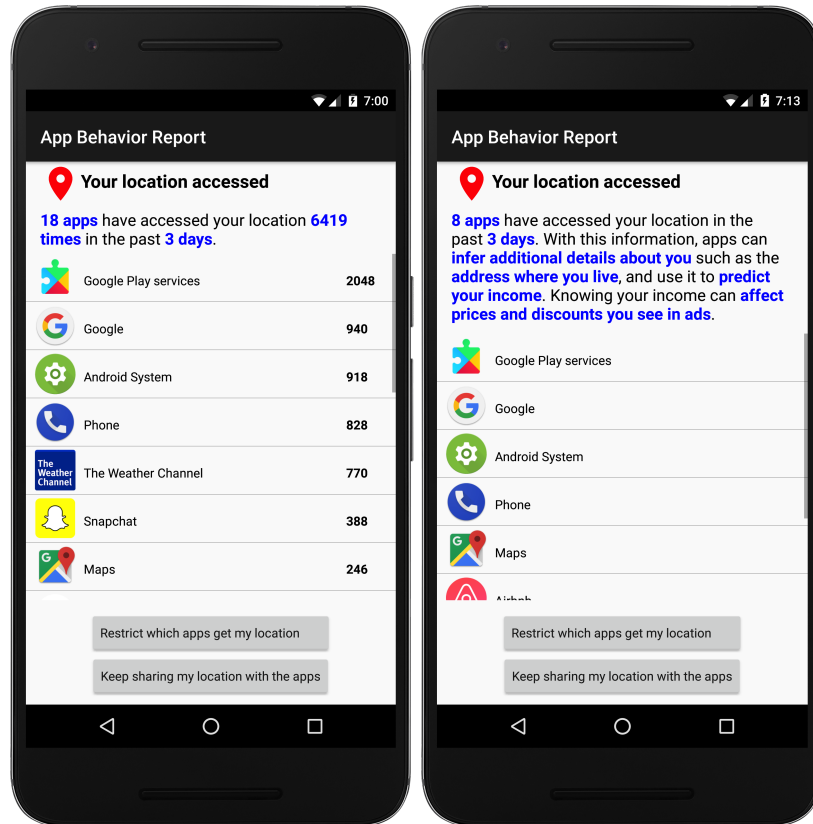 7:00
App Behavior Report
Your location accessed
18 apps have accessed your location 6419
times in the past 3 days.
Google Play services 2048
G
Google 940
Android System 918
Phone 828
The
Weather
Channel
The Weather Channel 770
Snapchat 388
G
Maps 246
Restrict which apps get my location
Keep sharing my location with the apps
7:13
App Behavior Report
Your location accessed
8 apps have accessed your location in the
past 3 days. With this information, apps can
infer additional details about you such as the
address where you live, and use it to predict
your income. Knowing your income can affect
prices and discounts you see in ads.
Google Play services
G
Google
Android System
Phone
G
Maps
Airbnb
Restrict which apps get my location
Keep sharing my location with the apps